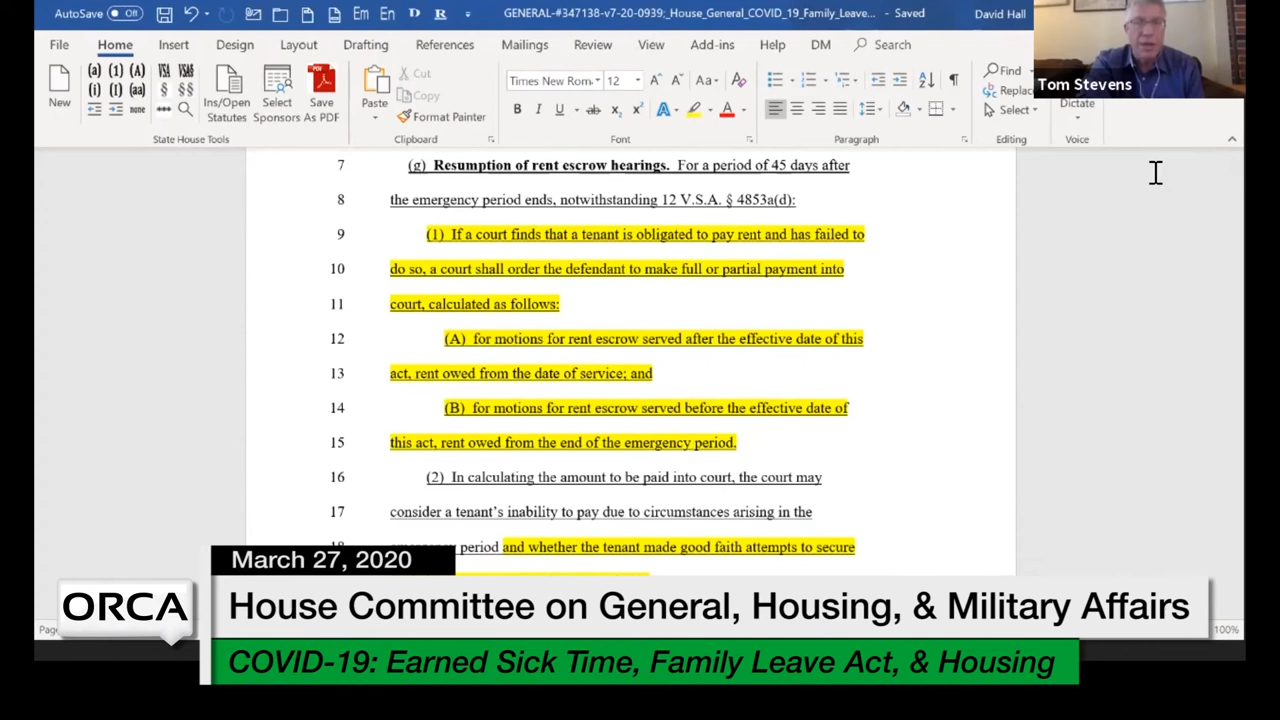 AutoSave Off
Em En D R
GENERAL-#347138-v7-20-0939;_House_General_COVID_19_Family_Leave... - Saved
David Hall
File Home Insert Design Layout Drafting Mailings Review View Add-ins Help DM Search
Tom Stevens
New
(a) (1) (A)
(i) (I) (aa) § §§
none
Ins/Open Statutes
Select Sponsors
Save As PDF
State House Tools
Paste
Cut
Copy
Format Painter
Clipboard
Times New Rom 12
Aa
B I U ab A A
Font
Paragraph
Find
Replac
Select
Editing
Dictate
Voice
7 (g) Resumption of rent escrow hearings. For a period of 45 days after
8 the emergency period ends, notwithstanding 12 V.S.A. § 4853a(d):
9 (1) If a court finds that a tenant is obligated to pay rent and has failed to
10 do so, a court shall order the defendant to make full or partial payment into
11 court, calculated as follows:
12 (A) for motions for rent escrow served after the effective date of this
13 act, rent owed from the date of service; and
14 (B) for motions for rent escrow served before the effective date of
15 this act, rent owed from the end of the emergency period.
16 (2) In calculating the amount to be paid into court, the court may
17 consider a tenant's inability to pay due to circumstances arising in the
period and whether the tenant made good faith attempts to secure
March 27, 2020
ORCA
House Committee on General, Housing, & Military Affairs
COVID-19: Earned Sick Time, Family Leave Act, & Housing
100%